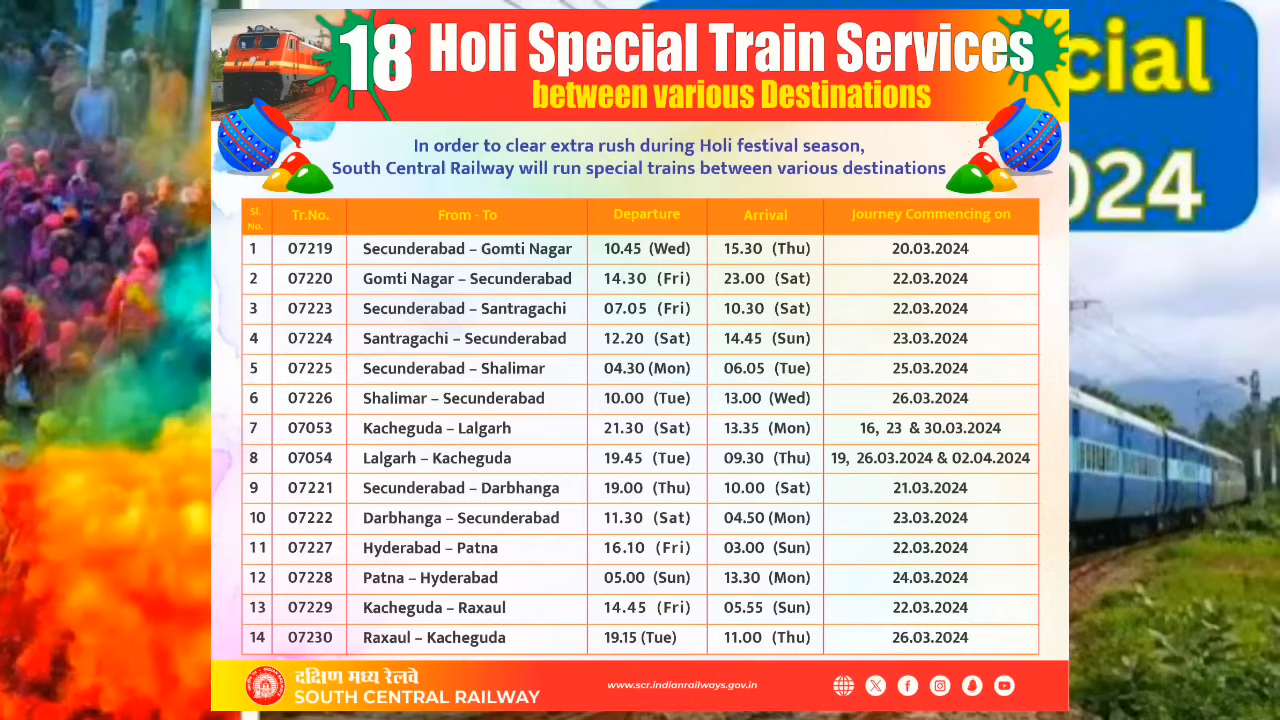 18 Holi Special Train Services
between various Destinations
cial
024
In order to clear extra rush during Holi festival season,
South Central Railway will run special trains between various destinations
Sl. No. Tr.No. From - To Departure Arrival Journey Commencing on
1 07219 Secunderabad – Gomti Nagar 10.45 (Wed) 15.30 (Thu) 20.03.2024
2 07220 Gomti Nagar – Secunderabad 14.30 (Fri) 23.00 (Sat) 22.03.2024
3 07223 Secunderabad – Santragachi 07.05 (Fri) 10.30 (Sat) 22.03.2024
4 07224 Santragachi – Secunderabad 12.20 (Sat) 14.45 (Sun) 23.03.2024
5 07225 Secunderabad – Shalimar 04.30 (Mon) 06.05 (Tue) 25.03.2024
6 07226 Shalimar – Secunderabad 10.00 (Tue) 13.00 (Wed) 26.03.2024
7 07053 Kacheguda – Lalgarh 21.30 (Sat) 13.35 (Mon) 16, 23 & 30.03.2024
8 07054 Lalgarh – Kacheguda 19.45 (Tue) 09.30 (Thu) 19, 26.03.2024 & 02.04.2024
9 07221 Secunderabad – Darbhanga 19.00 (Thu) 10.00 (Sat) 21.03.2024
10 07222 Darbhanga – Secunderabad 11.30 (Sat) 04.50 (Mon) 23.03.2024
11 07227 Hyderabad – Patna 16.10 (Fri) 03.00 (Sun) 22.03.2024
12 07228 Patna – Hyderabad 05.00 (Sun) 13.30 (Mon) 24.03.2024
13 07229 Kacheguda – Raxaul 14.45 (Fri) 05.55 (Sun) 22.03.2024
14 07230 Raxaul – Kacheguda 19.15 (Tue) 11.00 (Thu) 26.03.2024
दक्षिण मध्य रेलवे
SOUTH CENTRAL RAILWAY
www.scr.indianrailways.gov.in